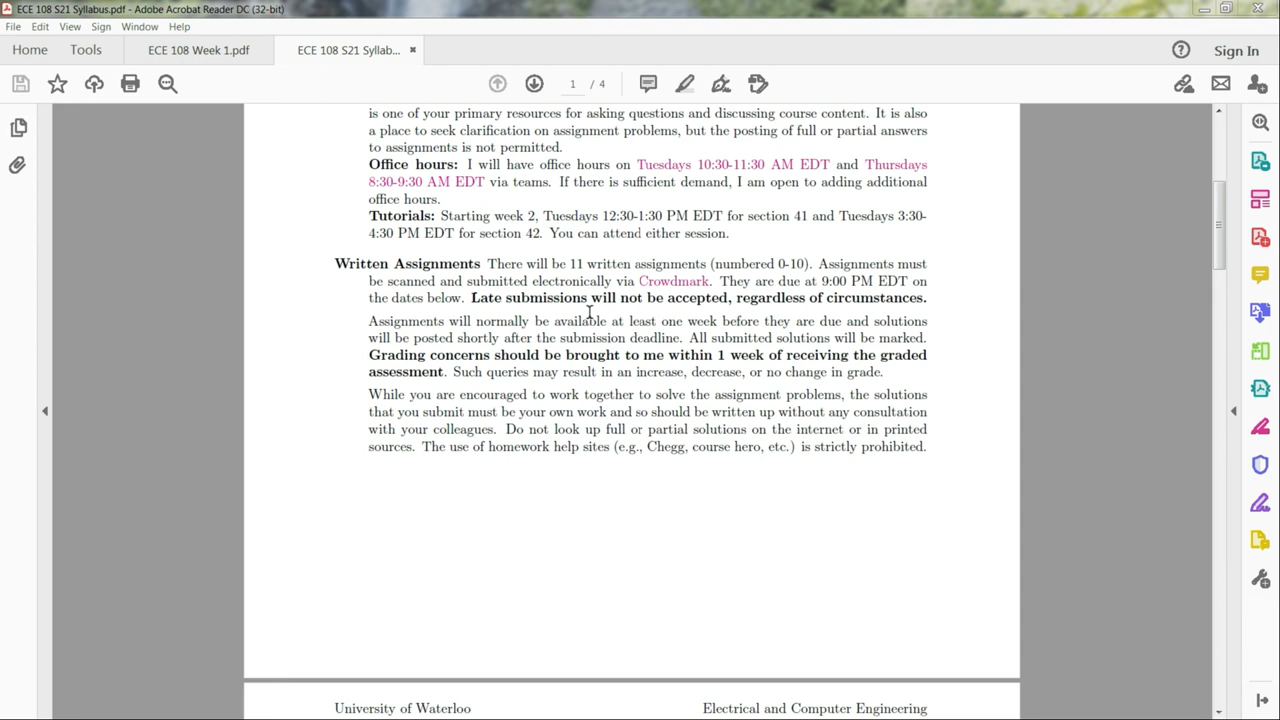 ECE 108 S21 Syllabus.pdf - Adobe Acrobat Reader DC (32-bit)
File Edit View Sign Window Help
Home Tools ECE 108 Week 1.pdf ECE 108 S21 Syllab... Sign In
1 / 4
is one of your primary resources for asking questions and discussing course content. It is also
a place to seek clarification on assignment problems, but the posting of full or partial answers
to assignments is not permitted.
Office hours: I will have office hours on Tuesdays 10:30-11:30 AM EDT and Thursdays
8:30-9:30 AM EDT via teams. If there is sufficient demand, I am open to adding additional
office hours.
Tutorials: Starting week 2, Tuesdays 12:30-1:30 PM EDT for section 41 and Tuesdays 3:30-
4:30 PM EDT for section 42. You can attend either session.
Written Assignments There will be 11 written assignments (numbered 0-10). Assignments must
be scanned and submitted electronically via Crowdmark. They are due at 9:00 PM EDT on
the dates below. Late submissions will not be accepted, regardless of circumstances.
Assignments will normally be available at least one week before they are due and solutions
will be posted shortly after the submission deadline. All submitted solutions will be marked.
Grading concerns should be brought to me within 1 week of receiving the graded
assessment. Such queries may result in an increase, decrease, or no change in grade.
While you are encouraged to work together to solve the assignment problems, the solutions
that you submit must be your own work and so should be written up without any consultation
with your colleagues. Do not look up full or partial solutions on the internet or in printed
sources. The use of homework help sites (e.g., Chegg, course hero, etc.) is strictly prohibited.
University of Waterloo Electrical and Computer Engineering